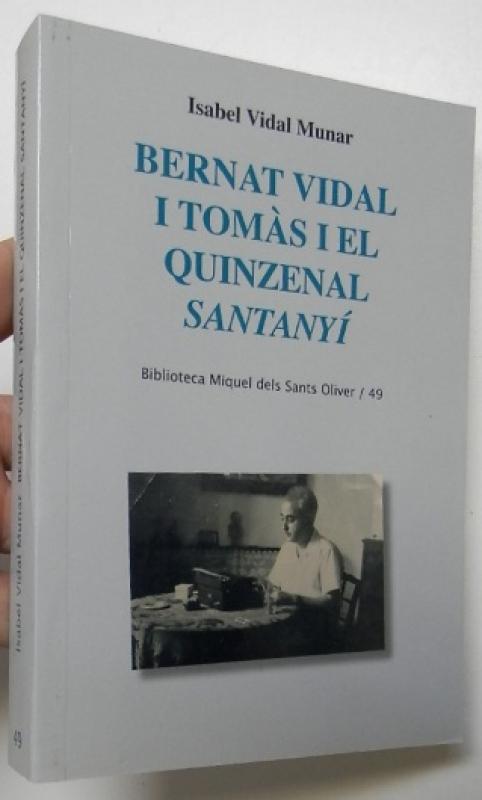 Isabel Vidal Munar
BERNAT VIDAL
I TOMÀS I EL
QUINZENAL
SANTANYÍ
Biblioteca Miquel dels Sants Oliver / 49
Isabel Vidal Munar BERNAT VIDAL I TOMÀS I EL QUINZENAL SANTANYÍ
49